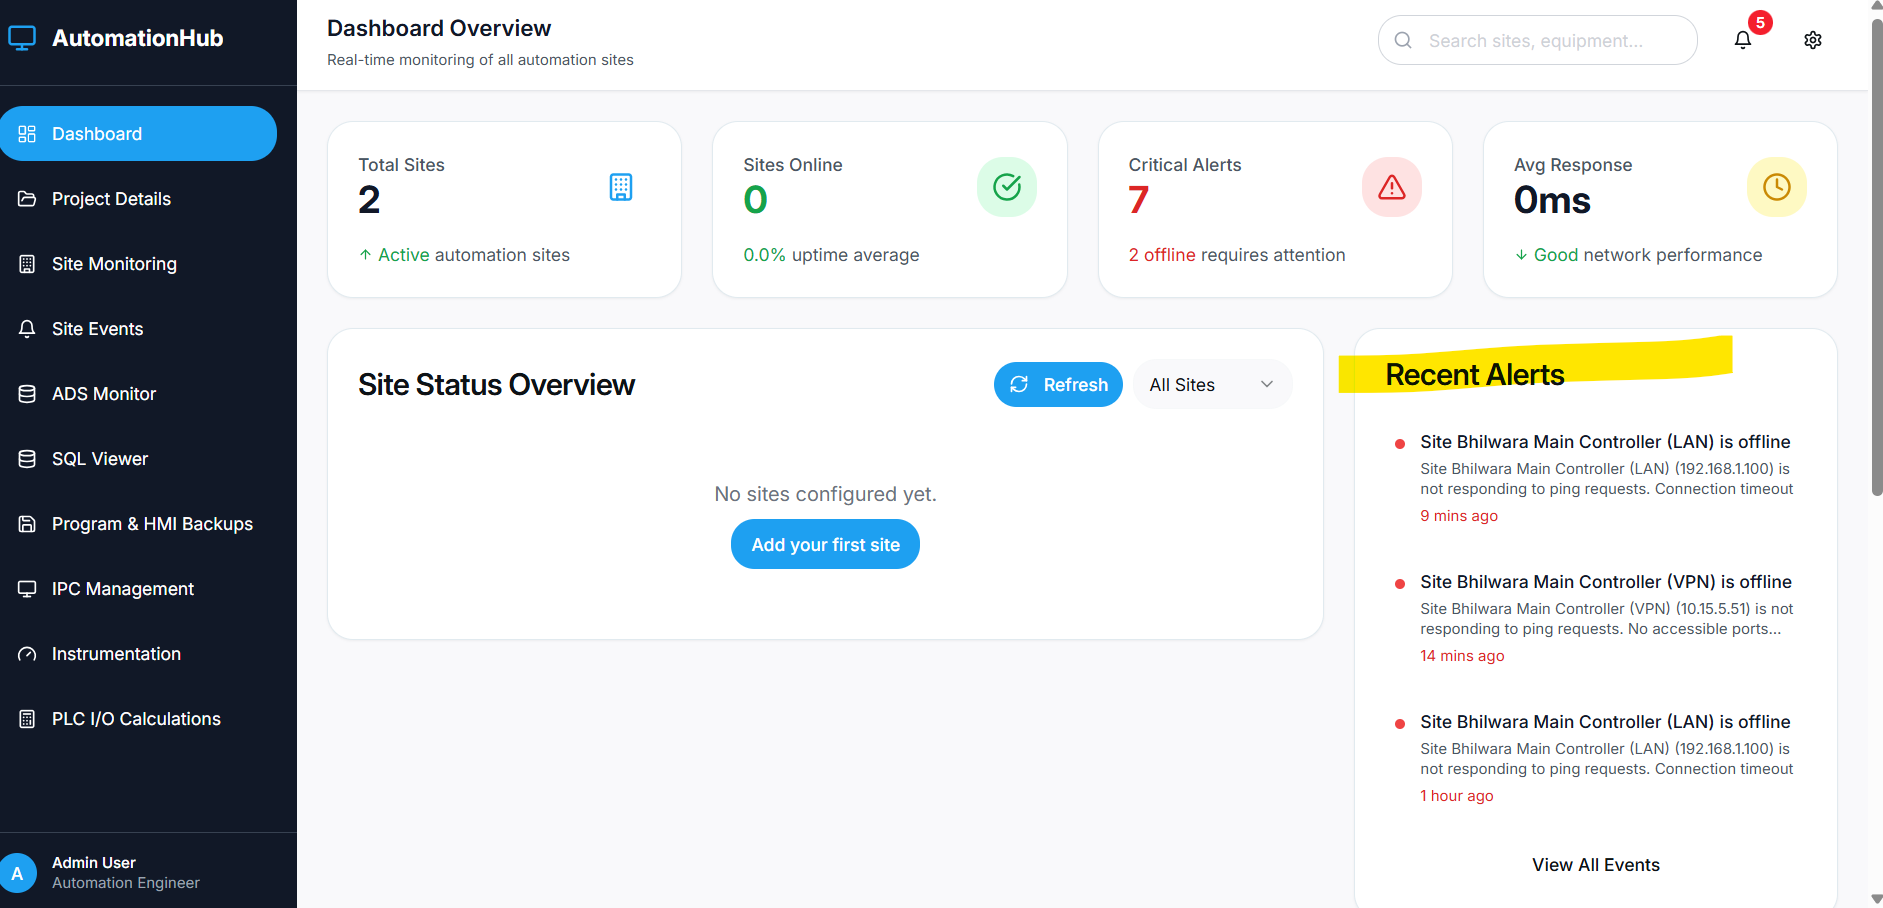 AutomationHub
Dashboard
Project Details
Site Monitoring
Site Events
ADS Monitor
SQL Viewer
Program & HMI Backups
IPC Management
Instrumentation
PLC I/O Calculations
A
Admin User
Automation Engineer
Dashboard Overview
Real-time monitoring of all automation sites
Search sites, equipment...
5
Total Sites
2
↑ Active automation sites
Sites Online
0
0.0% uptime average
Critical Alerts
7
2 offline requires attention
Avg Response
0ms
↓ Good network performance
Site Status Overview
Refresh
All Sites
No sites configured yet.
Add your first site
Recent Alerts
Site Bhilwara Main Controller (LAN) is offline
Site Bhilwara Main Controller (LAN) (192.168.1.100) is
not responding to ping requests. Connection timeout
9 mins ago
Site Bhilwara Main Controller (VPN) is offline
Site Bhilwara Main Controller (VPN) (10.15.5.51) is not
responding to ping requests. No accessible ports...
14 mins ago
Site Bhilwara Main Controller (LAN) is offline
Site Bhilwara Main Controller (LAN) (192.168.1.100) is
not responding to ping requests. Connection timeout
1 hour ago
View All Events